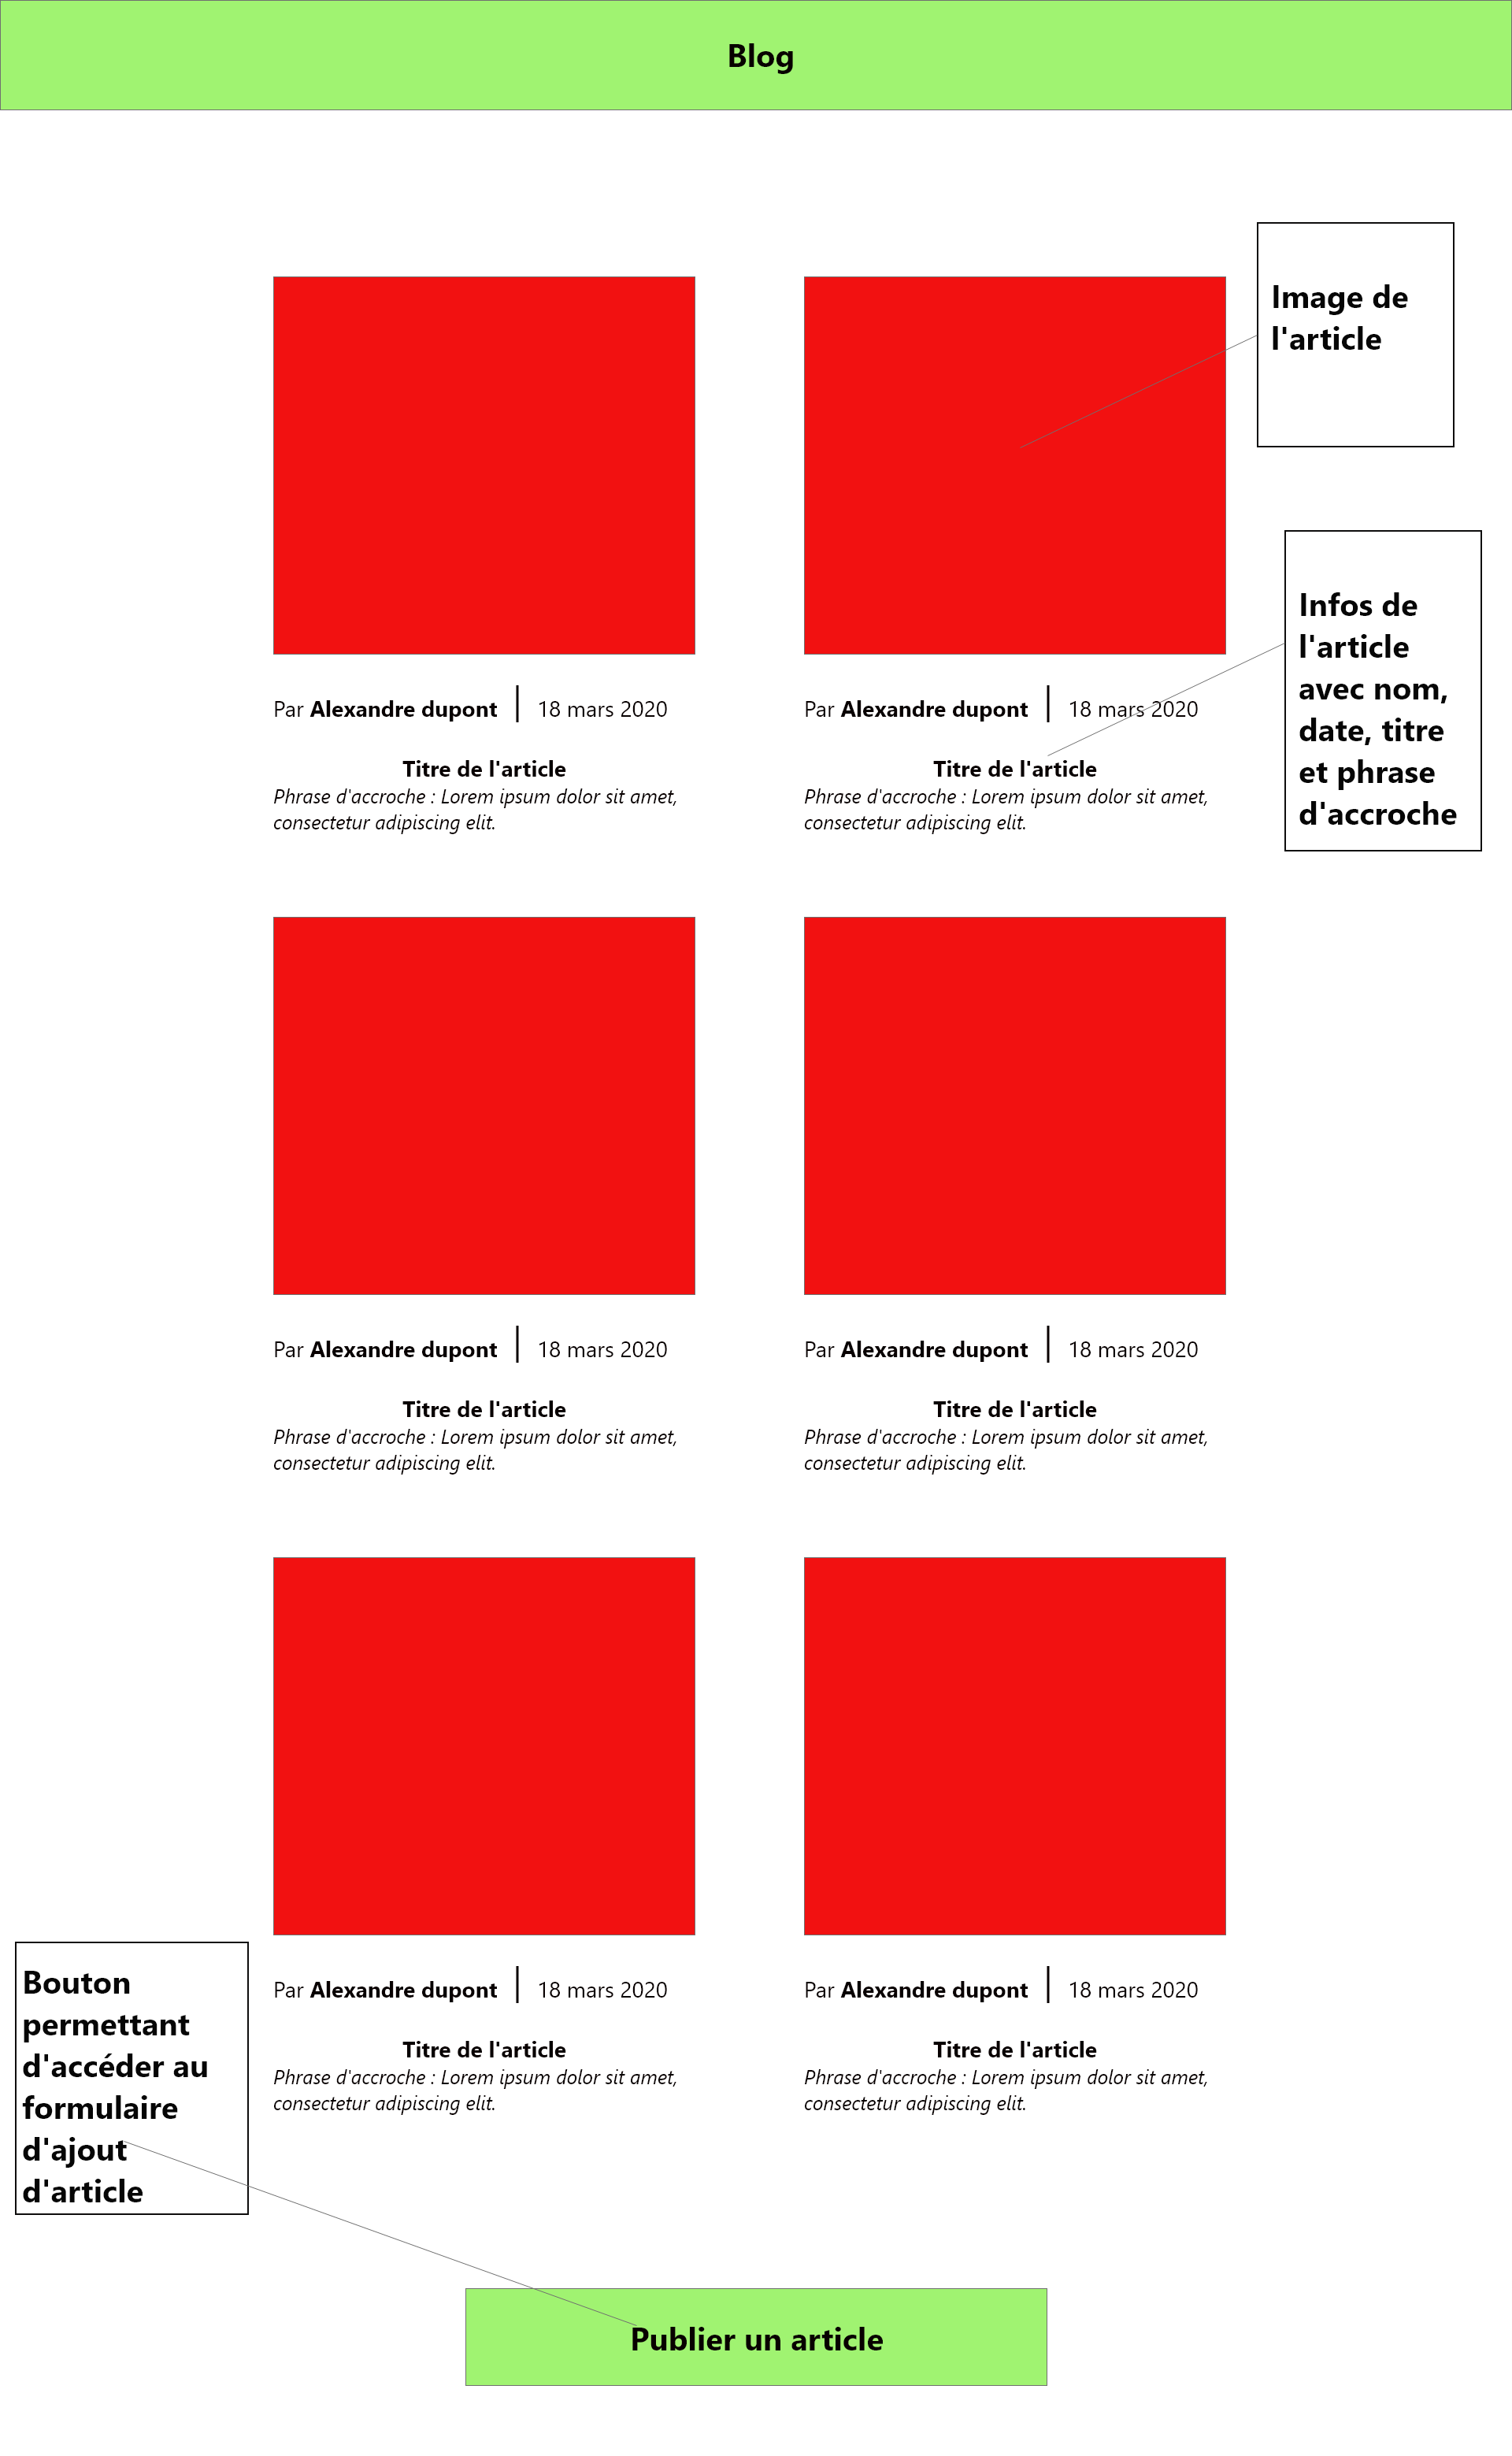 Blog
Image de
l'article
Par Alexandre dupont | 18 mars 2020
Titre de l'article
Phrase d'accroche : Lorem ipsum dolor sit amet,
consectetur adipiscing elit.
Par Alexandre dupont | 18 mars 2020
Titre de l'article
Phrase d'accroche : Lorem ipsum dolor sit amet,
consectetur adipiscing elit.
Infos de
l'article
avec nom,
date, titre
et phrase
d'accroche
Par Alexandre dupont | 18 mars 2020
Titre de l'article
Phrase d'accroche : Lorem ipsum dolor sit amet,
consectetur adipiscing elit.
Par Alexandre dupont | 18 mars 2020
Titre de l'article
Phrase d'accroche : Lorem ipsum dolor sit amet,
consectetur adipiscing elit.
Bouton
permettant
d'accéder au
formulaire
d'ajout
d'article
Par Alexandre dupont | 18 mars 2020
Titre de l'article
Phrase d'accroche : Lorem ipsum dolor sit amet,
consectetur adipiscing elit.
Par Alexandre dupont | 18 mars 2020
Titre de l'article
Phrase d'accroche : Lorem ipsum dolor sit amet,
consectetur adipiscing elit.
Publier un article